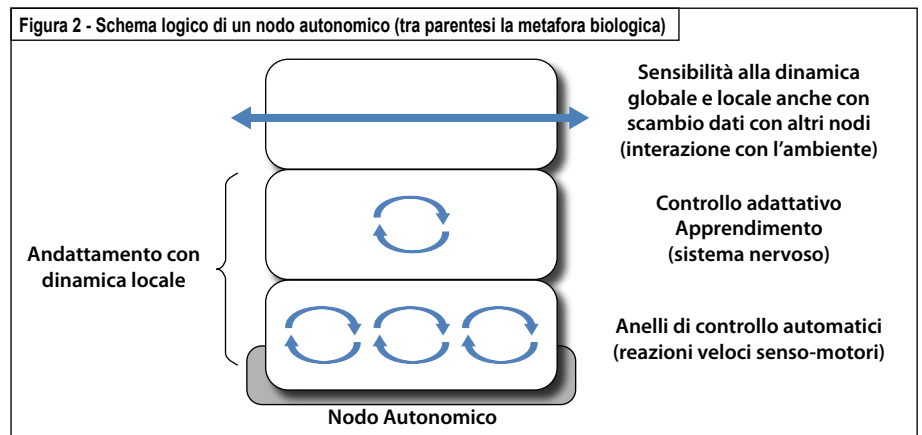 Figura 2 - Schema logico di un nodo autonomico (tra parentesi la metafora biologica)
Sensibilità alla dinamica
globale e locale anche con
scambio dati con altri nodi
(interazione con l'ambiente)
Controllo adattativo
Apprendimento
(sistema nervoso)
Andattamento con
dinamica locale
Anelli di controllo automatici
(reazioni veloci senso-motori)
Nodo Autonomico